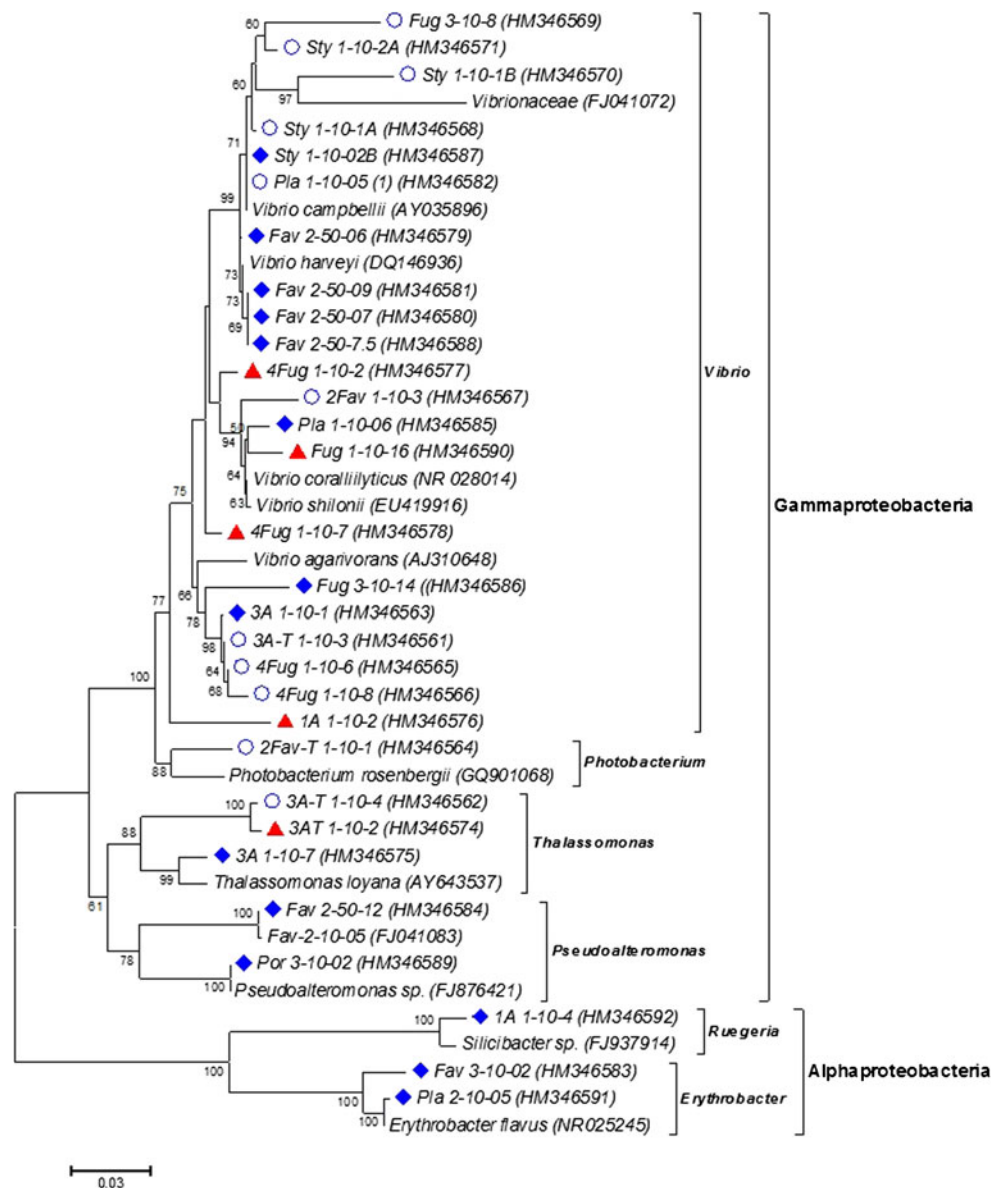 60
Fug 3-10-8 (HM346569)
Sty 1-10-2A (HM346571)
Sty 1-10-1B (HM346570)
60
97
Vibrionaceae (FJ041072)
Sty 1-10-1A (HM346568)
71
Sty 1-10-02B (HM346587)
Pla 1-10-05 (1) (HM346582)
99
Vibrio campbellii (AY035896)
Fav 2-50-06 (HM346579)
Vibrio harveyi (DQ146936)
73
Fav 2-50-09 (HM346581)
73
Fav 2-50-07 (HM346580)
69
Fav 2-50-7.5 (HM346588)
4Fug 1-10-2 (HM346577)
Vibrio
2Fav 1-10-3 (HM346567)
Pla 1-10-06 (HM346585)
94
Fug 1-10-16 (HM346590)
64
Vibrio coralliilyticus (NR 028014)
63
Vibrio shilonii (EU419916)
75
Gammaproteobacteria
4Fug 1-10-7 (HM346578)
Vibrio agarivorans (AJ310648)
66
Fug 3-10-14 ((HM346586)
77
78
3A 1-10-1 (HM346563)
98
3A-T 1-10-3 (HM346561)
64
4Fug 1-10-6 (HM346565)
100
68
4Fug 1-10-8 (HM346566)
1A 1-10-2 (HM346576)
2Fav-T 1-10-1 (HM346564)
Photobacterium
88
Photobacterium rosenbergii (GQ901068)
100
3A-T 1-10-4 (HM346562)
88
3AT 1-10-2 (HM346574)
Thalassomonas
3A 1-10-7 (HM346575)
99
Thalassomonas loyana (AY643537)
61
100
Fav 2-50-12 (HM346584)
Fav-2-10-05 (FJ041083)
Pseudoalteromonas
78
Por 3-10-02 (HM346589)
100
Pseudoalteromonas sp. (FJ876421)
100
1A 1-10-4 (HM346592)
Ruegeria
Silicibacter sp. (FJ937914)
100
Fav 3-10-02 (HM346583)
Alphaproteobacteria
100
Pla 2-10-05 (HM346591)
Erythrobacter
100
Erythrobacter flavus (NR025245)
0.03